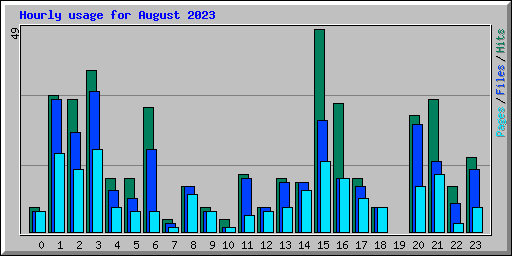 Hourly usage for August 2023
49
Pages/Files/Hits
0 1 2 3 4 5 6 7 8 9 10 11 12 13 14 15 16 17 18 19 20 21 22 23